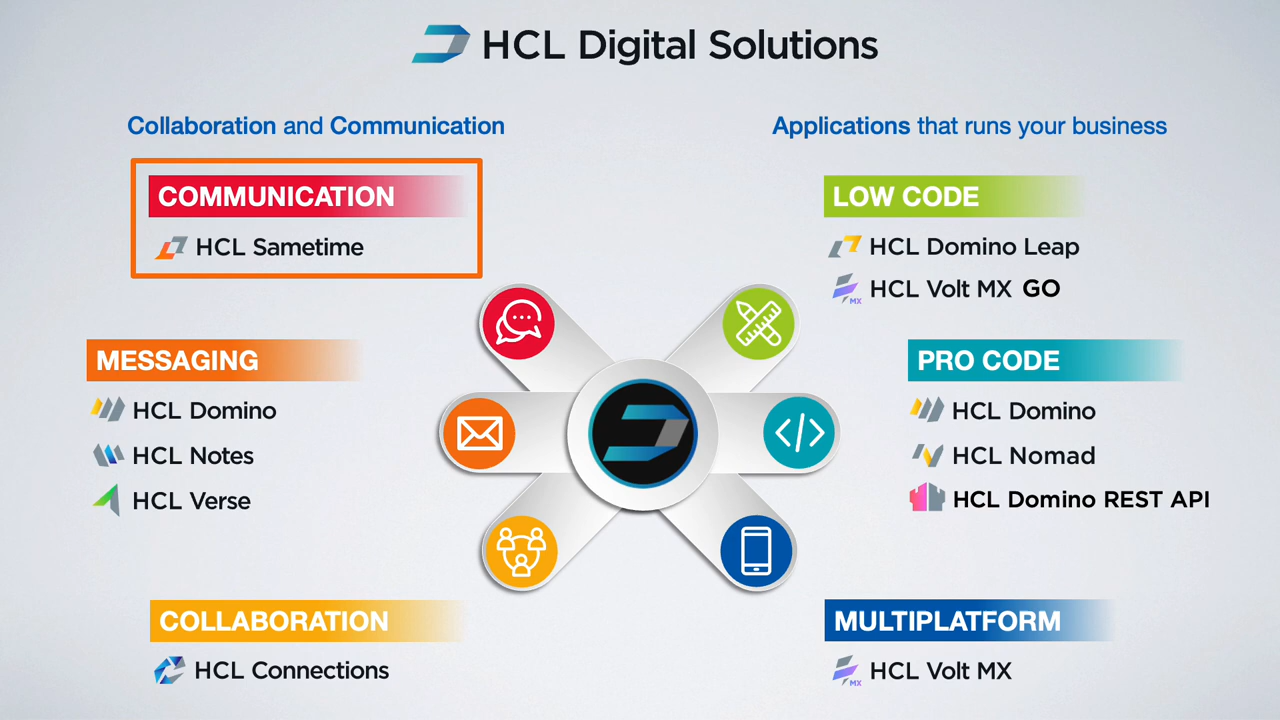 HCL Digital Solutions
Collaboration and Communication
COMMUNICATION
HCL Sametime
MESSAGING
HCL Domino
HCL Notes
HCL Verse
COLLABORATION
HCL Connections
Applications that runs your business
LOW CODE
HCL Domino Leap
HCL Volt MX GO
MX
PRO CODE
HCL Domino
HCL Nomad
HCL Domino REST API
MULTIPLATFORM
HCL Volt MX
MX